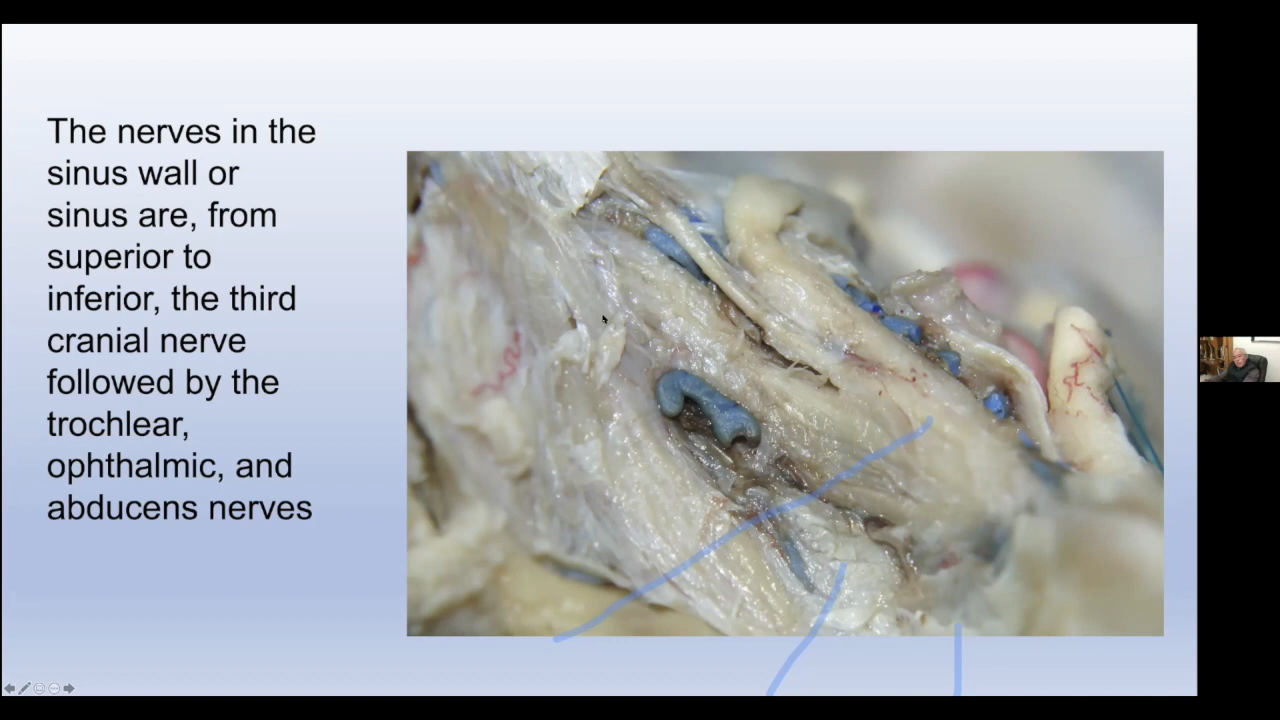 The nerves in the
sinus wall or
sinus are, from
superior to
inferior, the third
cranial nerve
followed by the
trochlear,
ophthalmic, and
abducens nerves